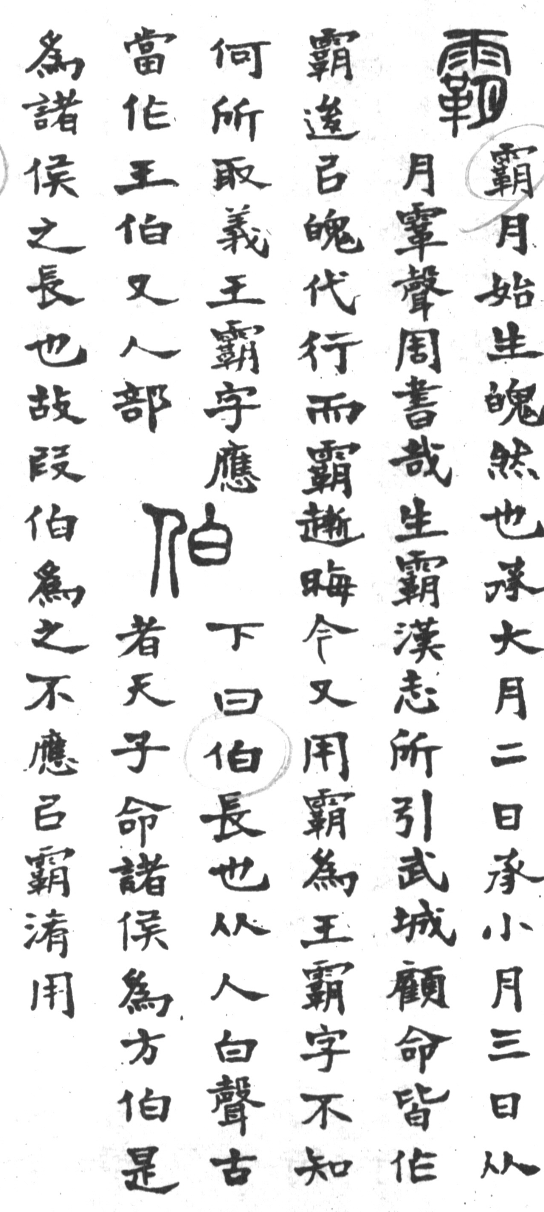 霸
霸月始生魄然也承大月二日承小月三日从
月䨣聲周書哉生霸漢志所引武城顧命皆作
霸逡㠯魄代行而霸晦今又用霸爲王霸字不知
何所取義王霸字應
當作王伯又人部
伯
下曰伯長也从人白聲古
者天子命諸侯爲方伯是
爲諸侯之長也故叚伯爲之不應㠯霸淆用